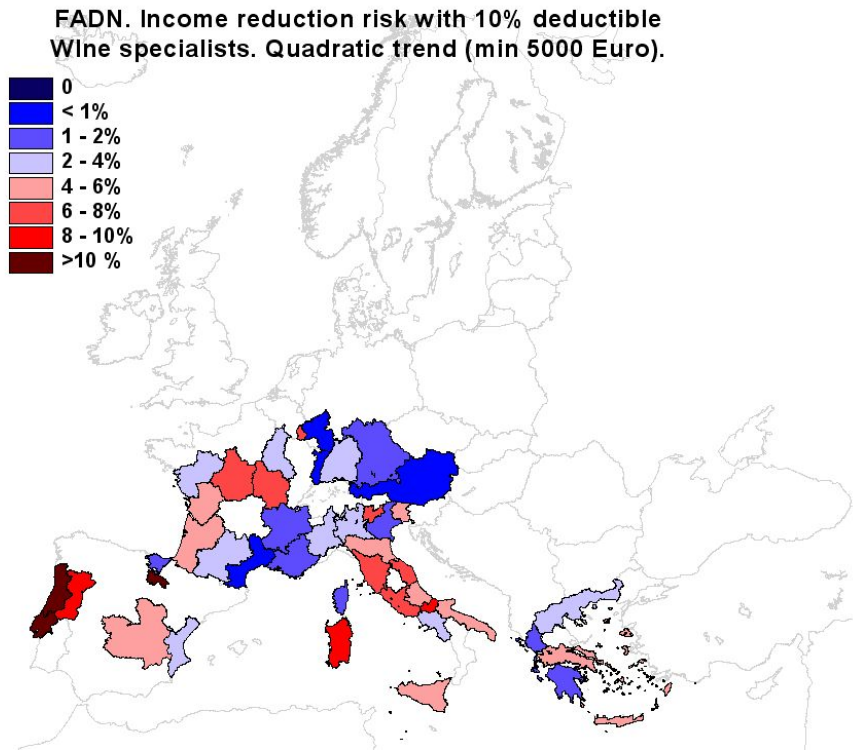 FADN. Income reduction risk with 10% deductible
WIne specialists. Quadratic trend (min 5000 Euro).
0
< 1%
1 - 2%
2 - 4%
4 - 6%
6 - 8%
8 - 10%
>10 %